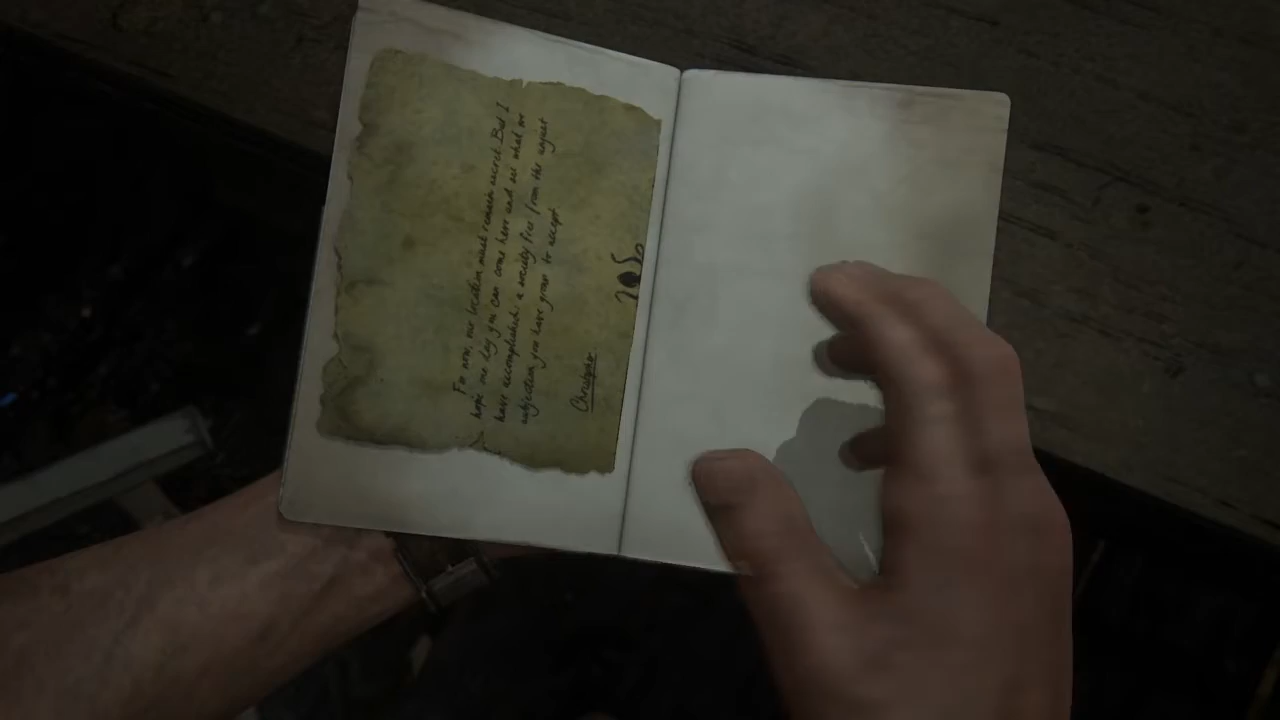 For now, our location must remain secret. But I
hope one day you can come here and see what we
have accomplished: a society free from the unjust
subjection you have grown to accept
Christopher